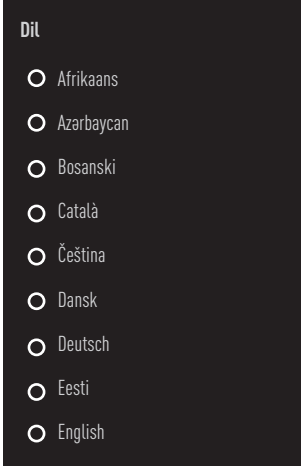 Dil
Afrikaans
Azərbaycan
Bosanski
Català
Čeština
Dansk
Deutsch
Eesti
English